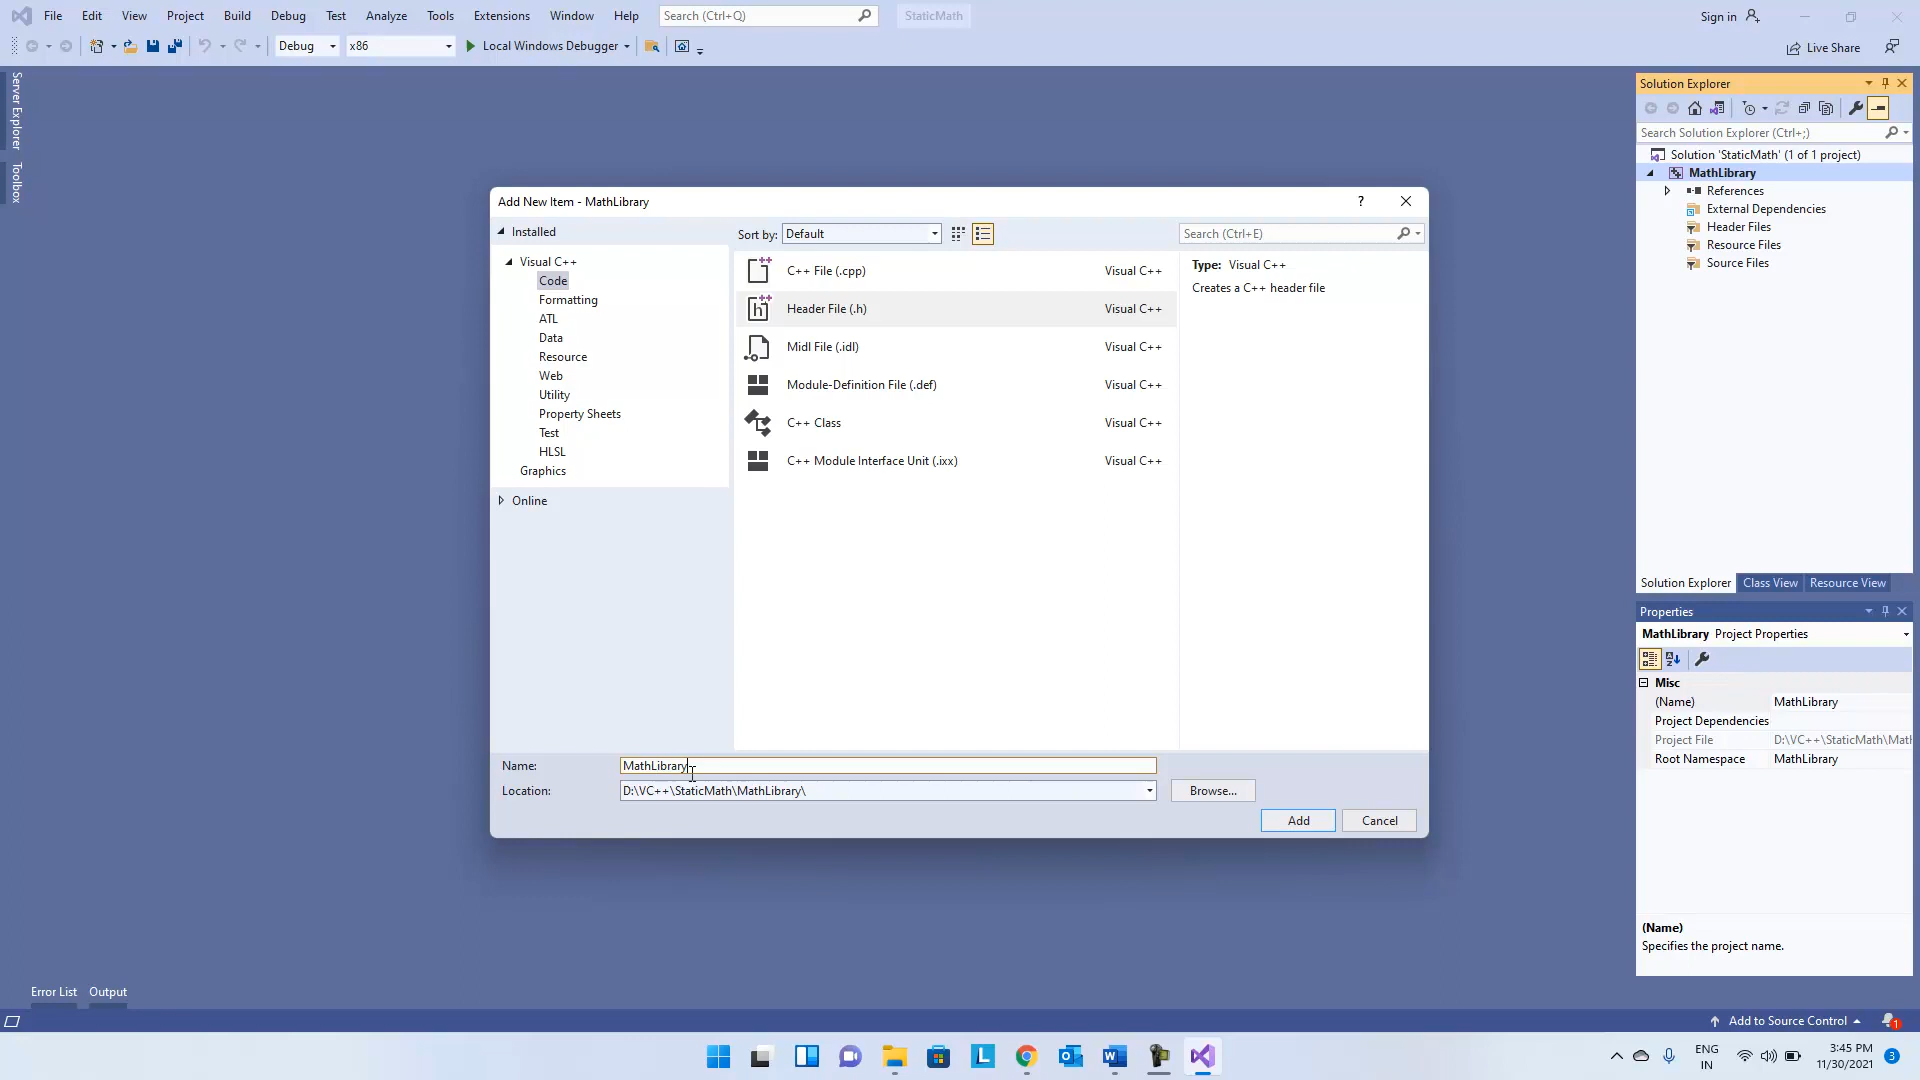 File Edit View Project Build Debug Test Analyze Tools Extensions Window Help Search (Ctrl+Q) StaticMath Sign in
Debug x86 Local Windows Debugger Live Share
Server Explorer
Toolbox
Solution Explorer
Search Solution Explorer (Ctrl+;)
Solution 'StaticMath' (1 of 1 project)
MathLibrary
References
External Dependencies
Header Files
Resource Files
Source Files
Solution Explorer Class View Resource View
Add New Item - MathLibrary ?
Installed
Sort by: Default
Search (Ctrl+E)
Visual C++
Code
Formatting
ATL
Data
Resource
Web
Utility
Property Sheets
Test
HLSL
Graphics
Online
C++ File (.cpp) Visual C++
Header File (.h) Visual C++
Midl File (.idl) Visual C++
Module-Definition File (.def) Visual C++
C++ Class Visual C++
C++ Module Interface Unit (.ixx) Visual C++
Type: Visual C++
Creates a C++ header file
Name: MathLibrary
Location: D:\VC++\StaticMath\MathLibrary\ Browse...
Add Cancel
Properties
MathLibrary Project Properties
Misc
(Name) MathLibrary
Project Dependencies
Project File D:\VC++\StaticMath\Mat
Root Namespace MathLibrary
(Name)
Specifies the project name.
Error List Output
Add to Source Control 1
ENG
IN
3:45 PM
11/30/2021
3